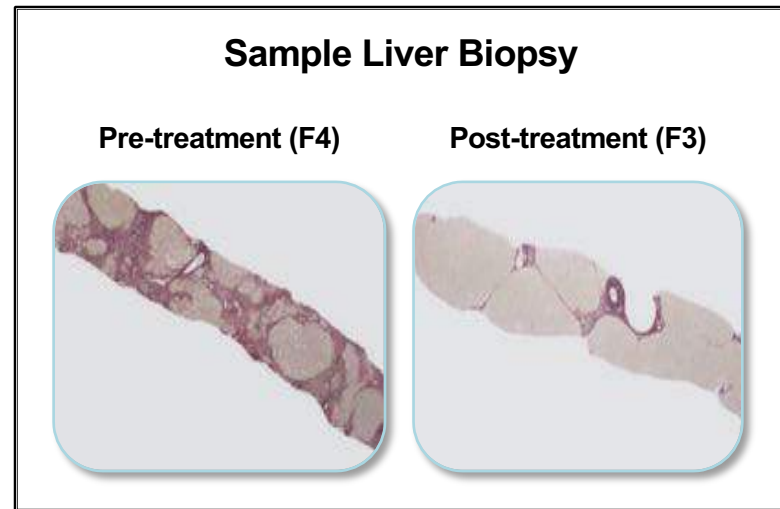 Sample Liver Biopsy
Pre-treatment (F4)
Post-treatment (F3)